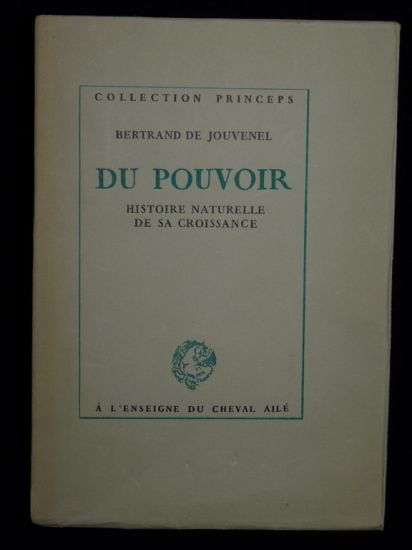 COLLECTION PRINCEPS
BERTRAND DE JOUVENEL
DU POUVOIR
HISTOIRE NATURELLE
DE SA CROISSANCE
À L'ENSEIGNE DU CHEVAL AILÉ